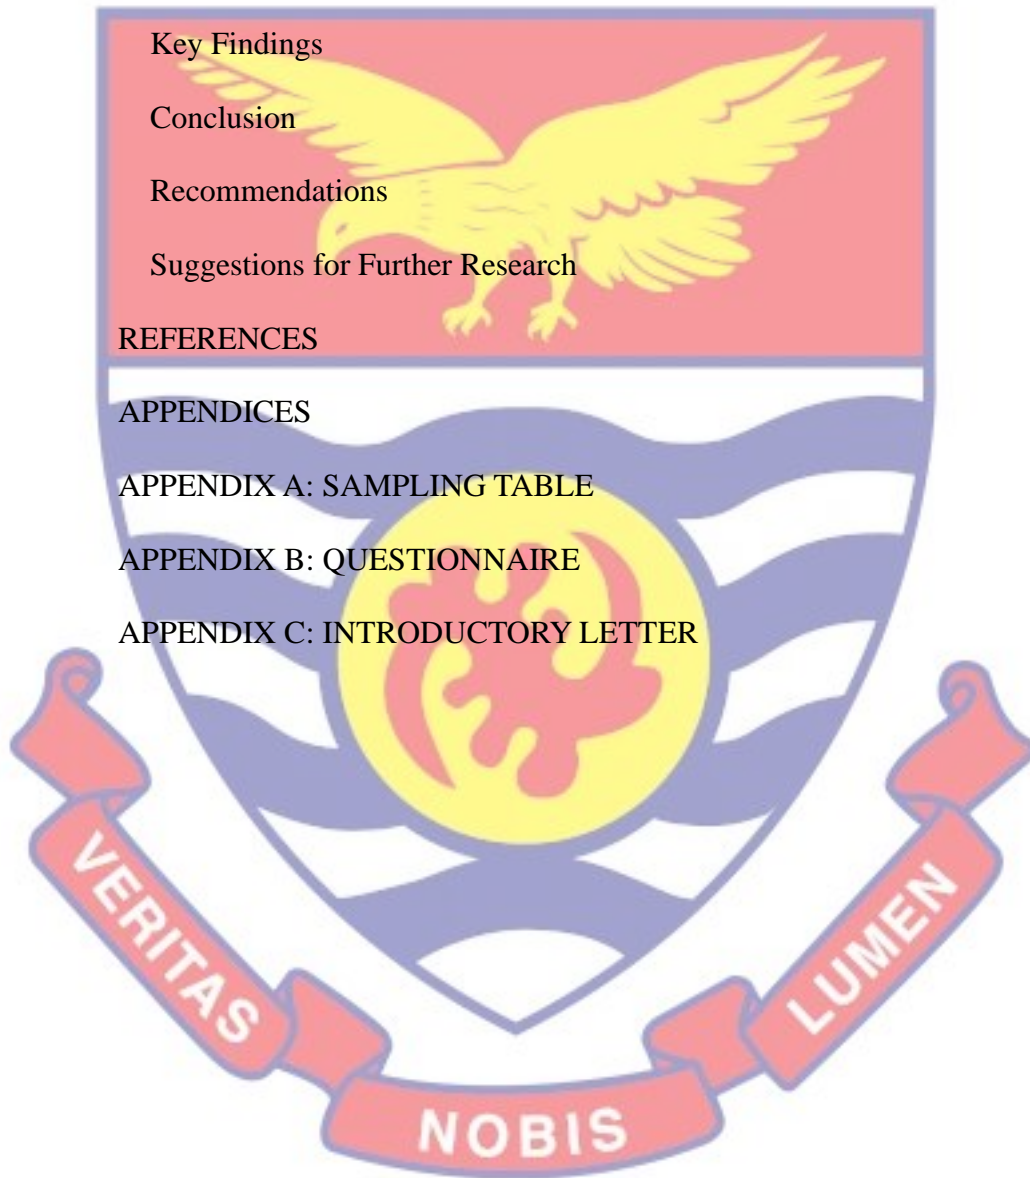 Key Findings
Conclusion
Recommendations
Suggestions for Further Research
REFERENCES
APPENDICES
APPENDIX A: SAMPLING TABLE
APPENDIX B: QUESTIONNAIRE
APPENDIX C: INTRODUCTORY LETTER
VERITAS
NOBIS
LUMEN